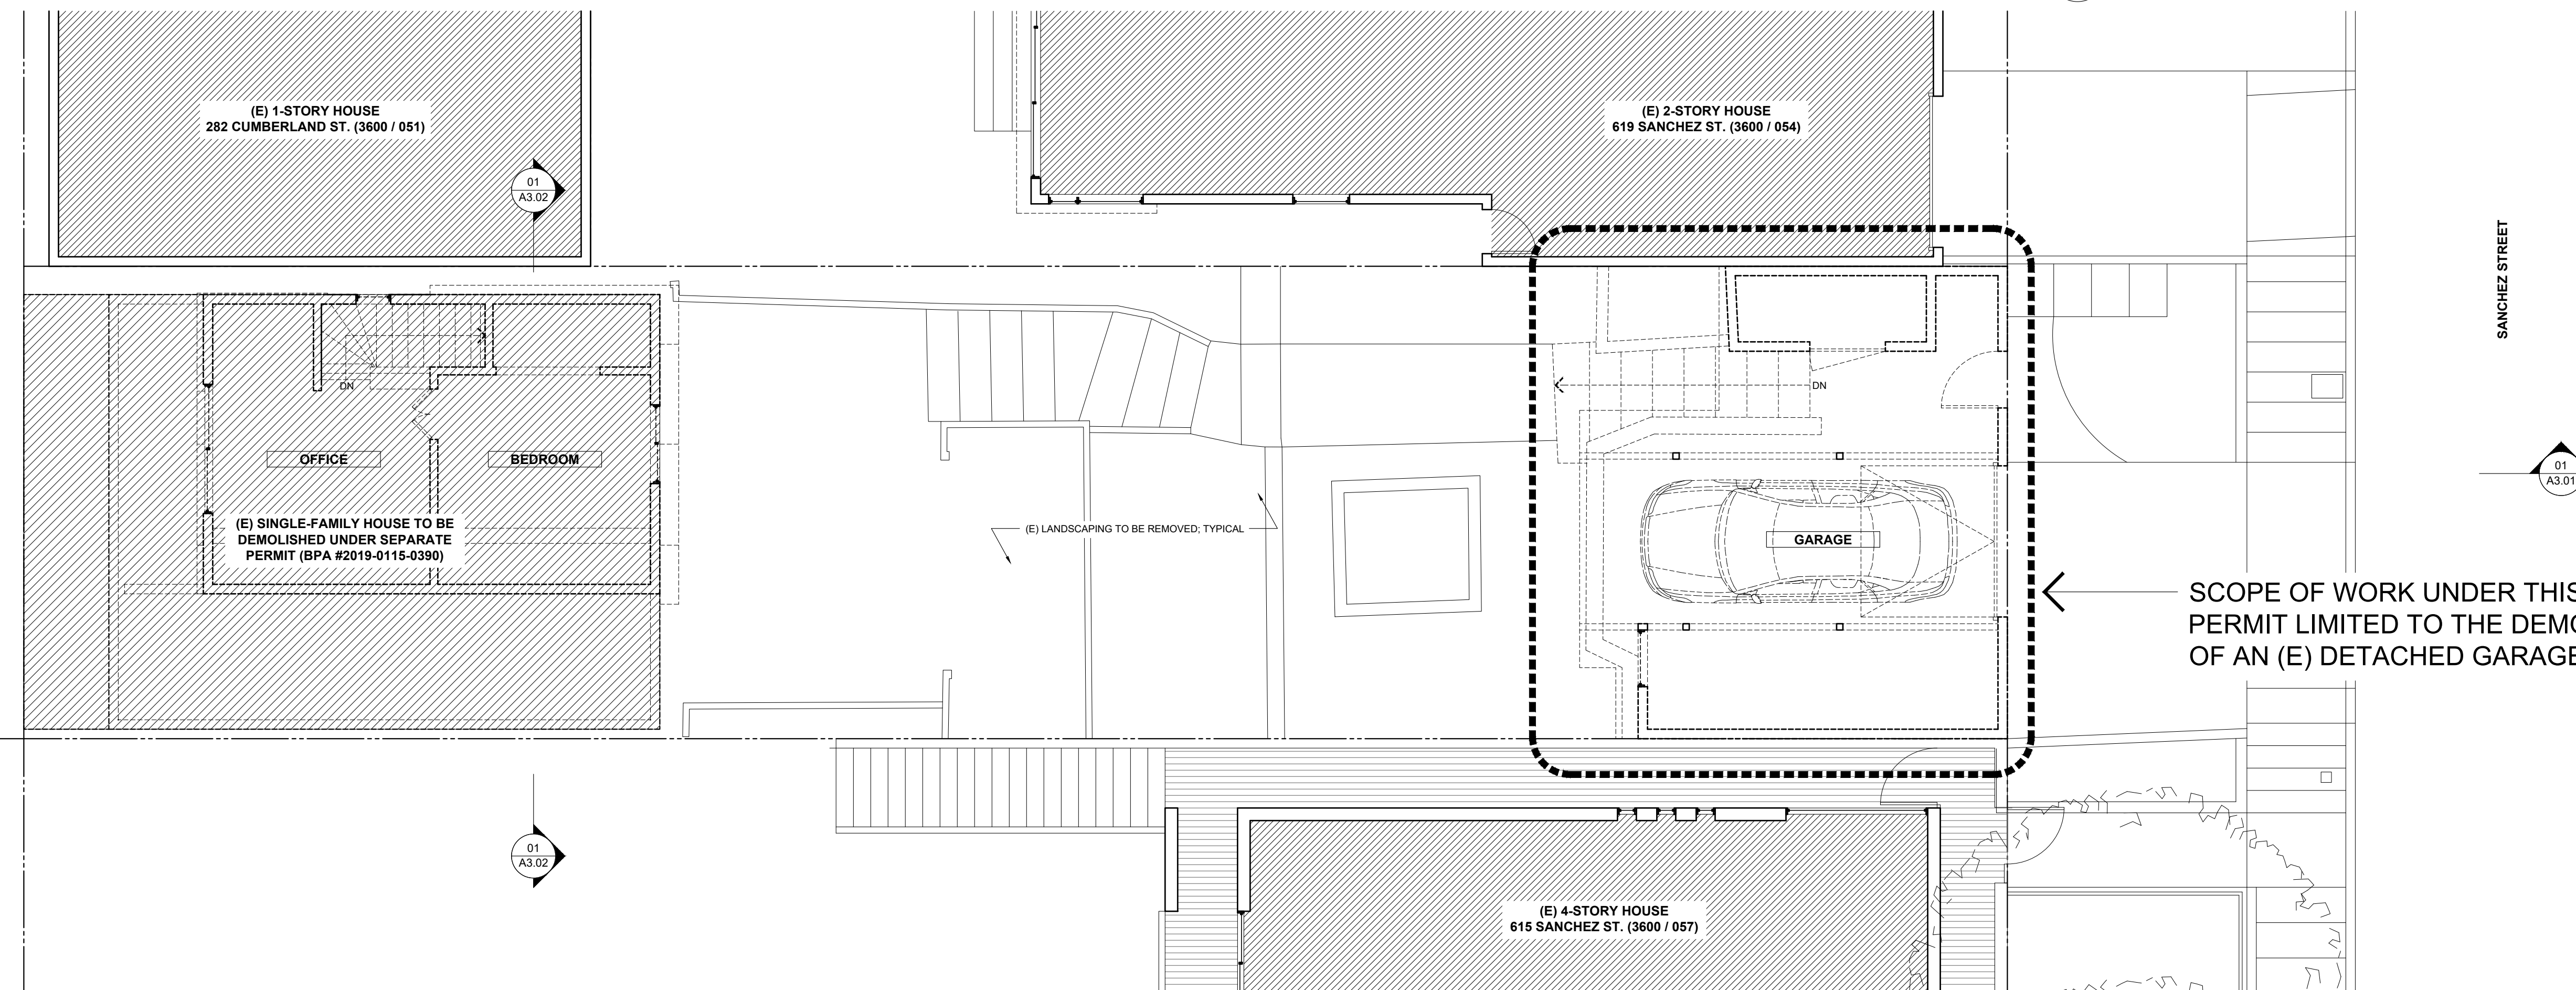 (E) 1-STORY HOUSE
282 CUMBERLAND ST. (3600 / 051)
(E) 2-STORY HOUSE
619 SANCHEZ ST. (3600 / 054)
01
A3.02
SANCHEZ STREET
DN
DN
OFFICE
BEDROOM
01
A3.01
(E) SINGLE-FAMILY HOUSE TO BE
DEMOLISHED UNDER SEPARATE
PERMIT (BPA #2019-0115-0390)
(E) LANDSCAPING TO BE REMOVED; TYPICAL
GARAGE
SCOPE OF WORK UNDER THIS
PERMIT LIMITED TO THE DEMO
OF AN (E) DETACHED GARAGE
01
A3.02
(E) 4-STORY HOUSE
615 SANCHEZ ST. (3600 / 057)